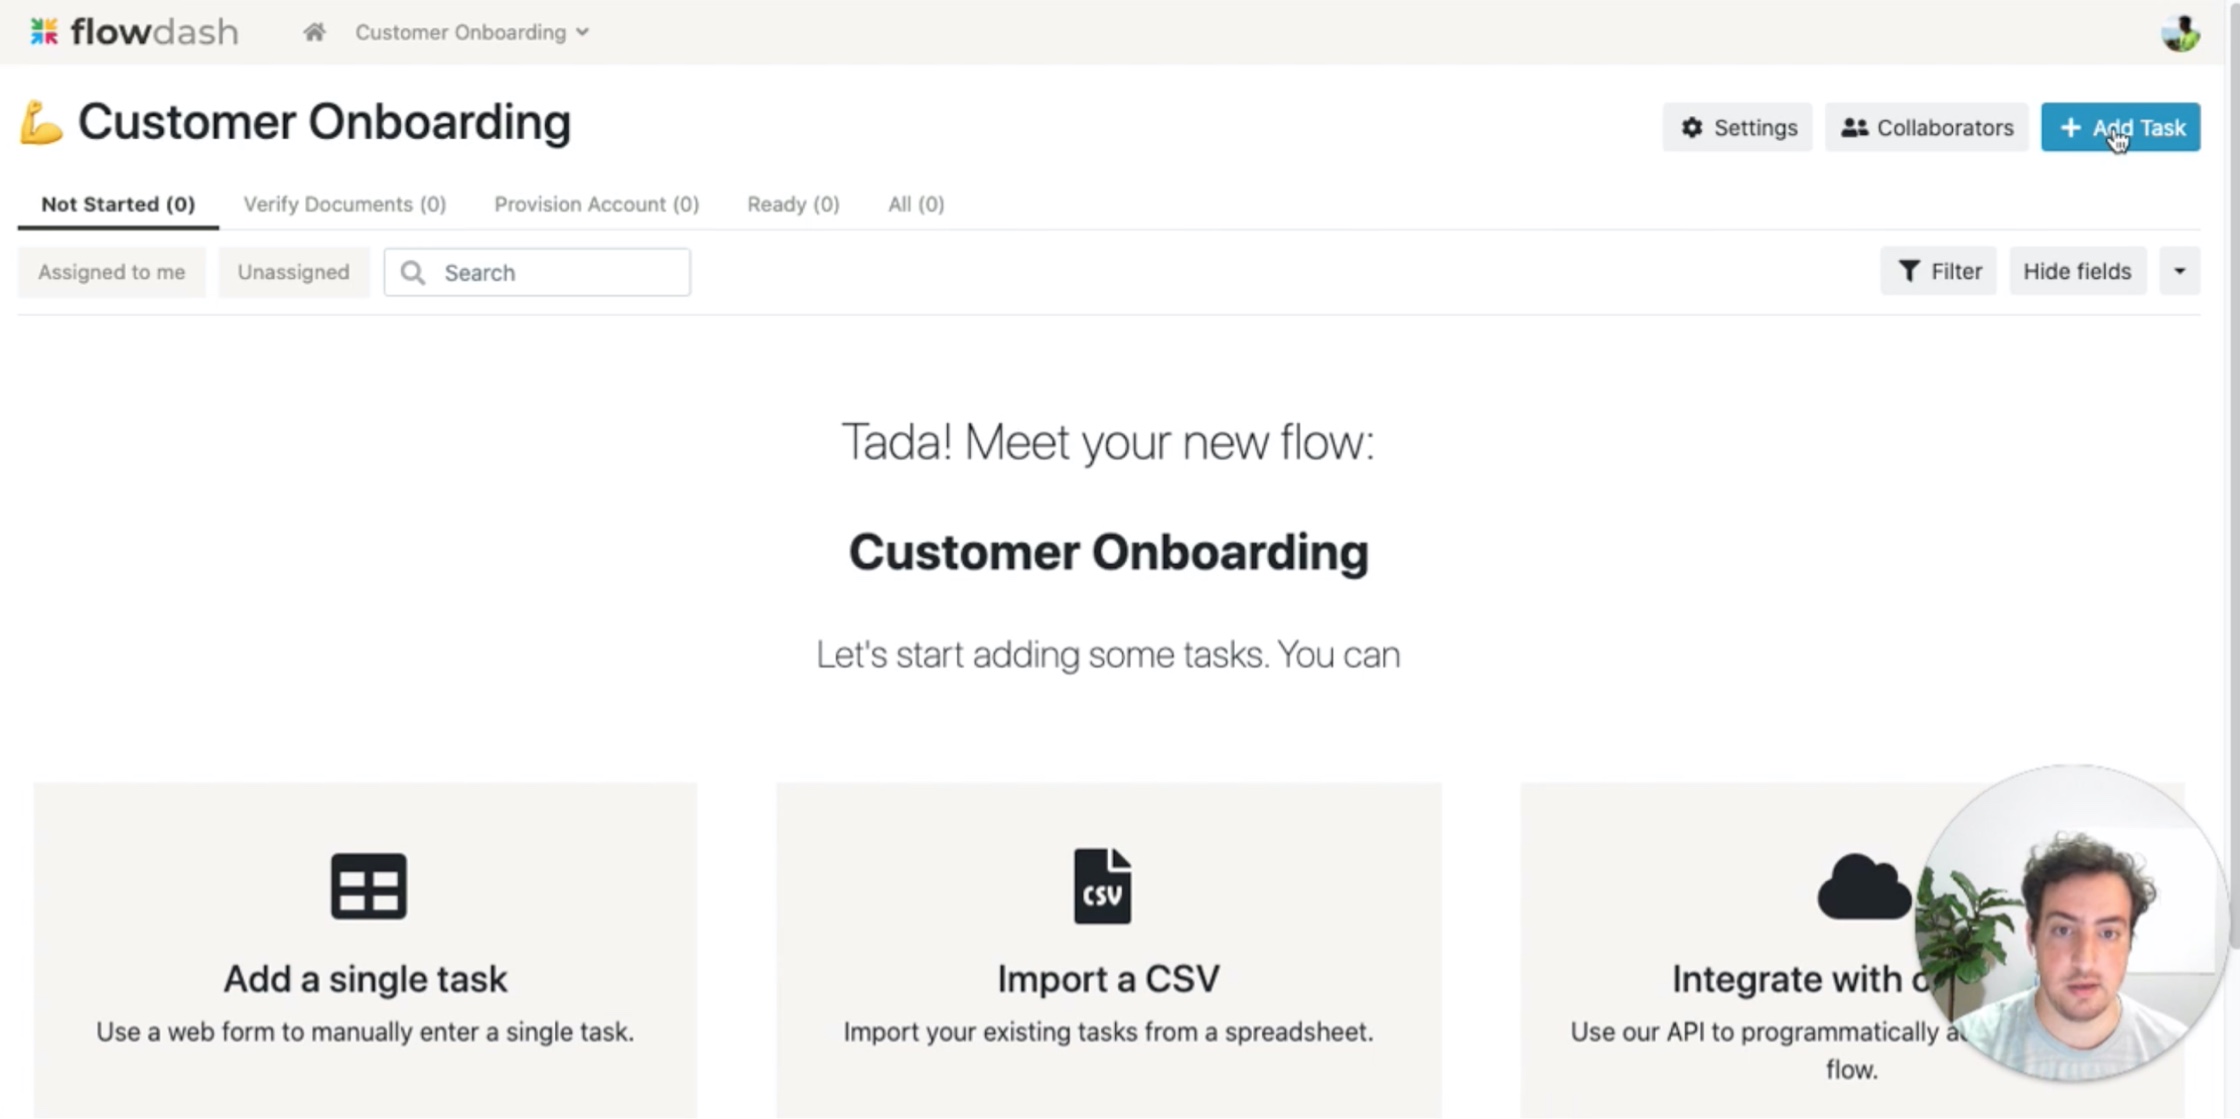 flowdash
Customer Onboarding
Customer Onboarding
Settings
Collaborators
+ Add Task
Not Started (0)
Verify Documents (0)
Provision Account (0)
Ready (0)
All (0)
Assigned to me
Unassigned
Search
Filter
Hide fields
Tada! Meet your new flow:
Customer Onboarding
Let's start adding some tasks. You can
CSV
Add a single task
Use a web form to manually enter a single task.
Import a CSV
Import your existing tasks from a spreadsheet.
Integrate with
Use our API to programmatically
flow.